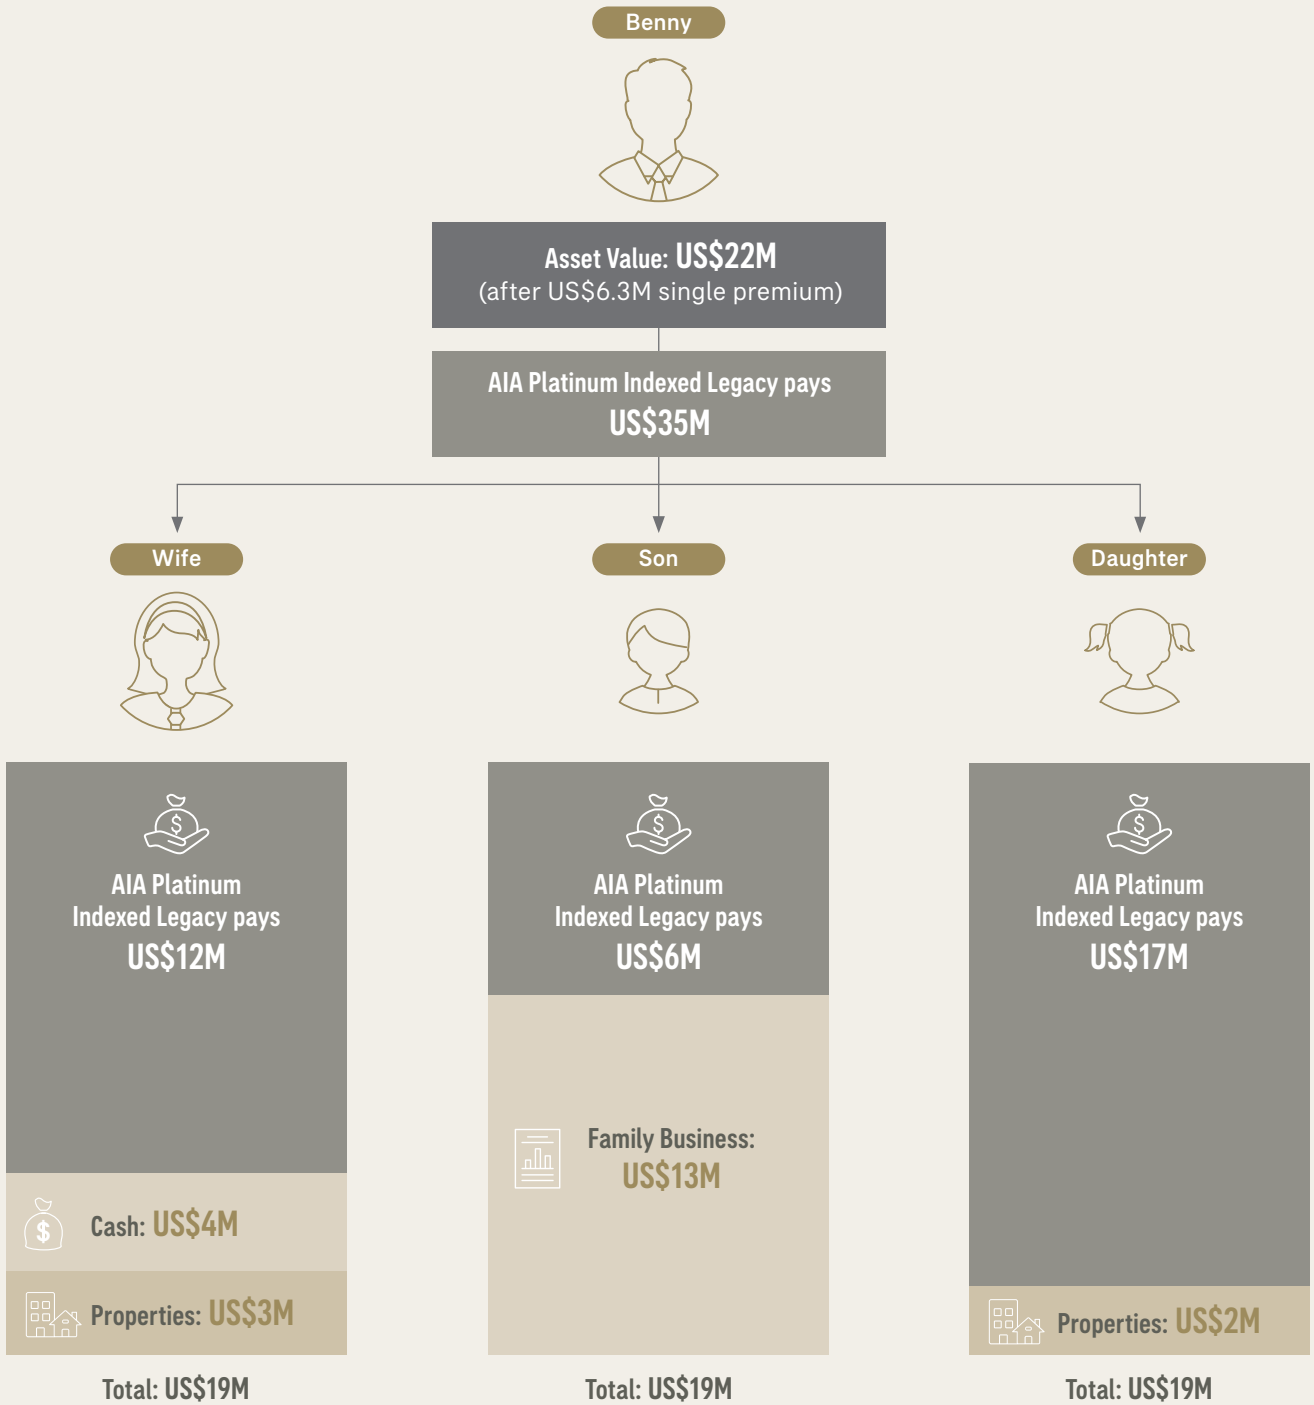 Benny
Asset Value: US$22M
(after US$6.3M single premium)
AIA Platinum Indexed Legacy pays
US$35M
Wife
Son
Daughter
AIA Platinum
Indexed Legacy pays
US$12M
Cash: US$4M
Properties: US$3M
Total: US$19M
AIA Platinum
Indexed Legacy pays
US$6M
Family Business:
US$13M
Total: US$19M
AIA Platinum
Indexed Legacy pays
US$17M
Properties: US$2M
Total: US$19M